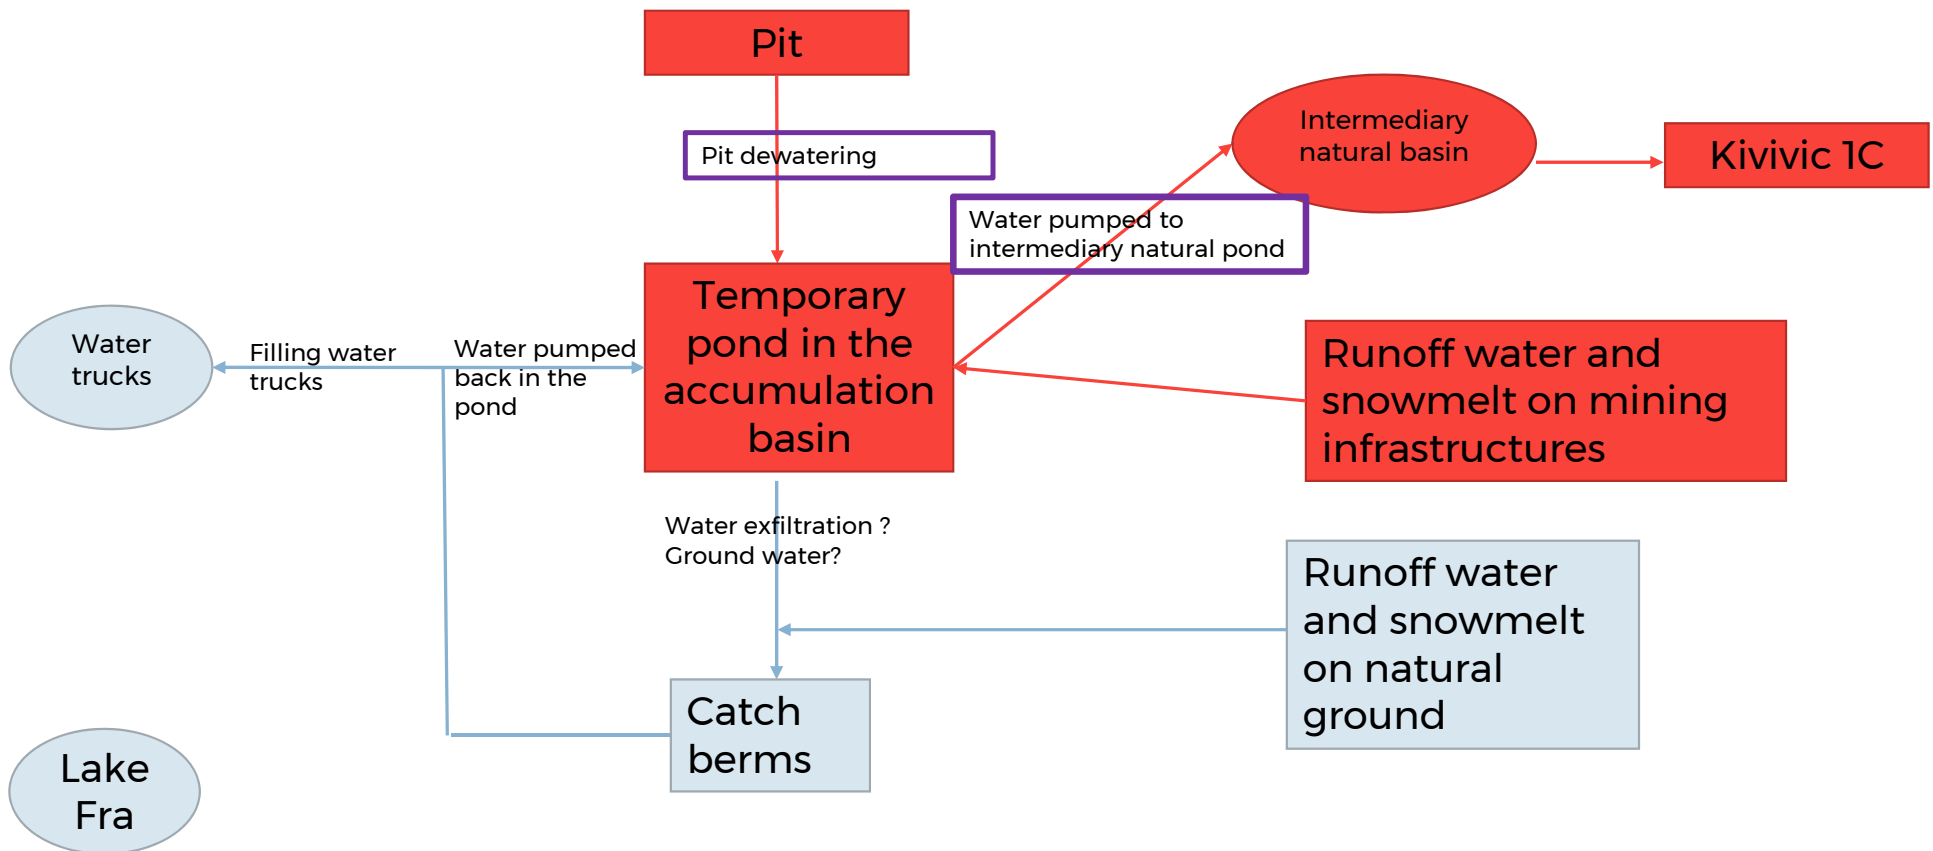 Pit
Pit dewatering
Intermediary
natural basin
Kivivic 1C
Water pumped to
intermediary natural pond
Temporary
pond in the
accumulation
basin
Water
trucks
Filling water
trucks
Water pumped
back in the
pond
Runoff water and
snowmelt on mining
infrastructures
Water exfiltration ?
Ground water?
Runoff water
and snowmelt
on natural
ground
Catch
berms
Lake
Fra